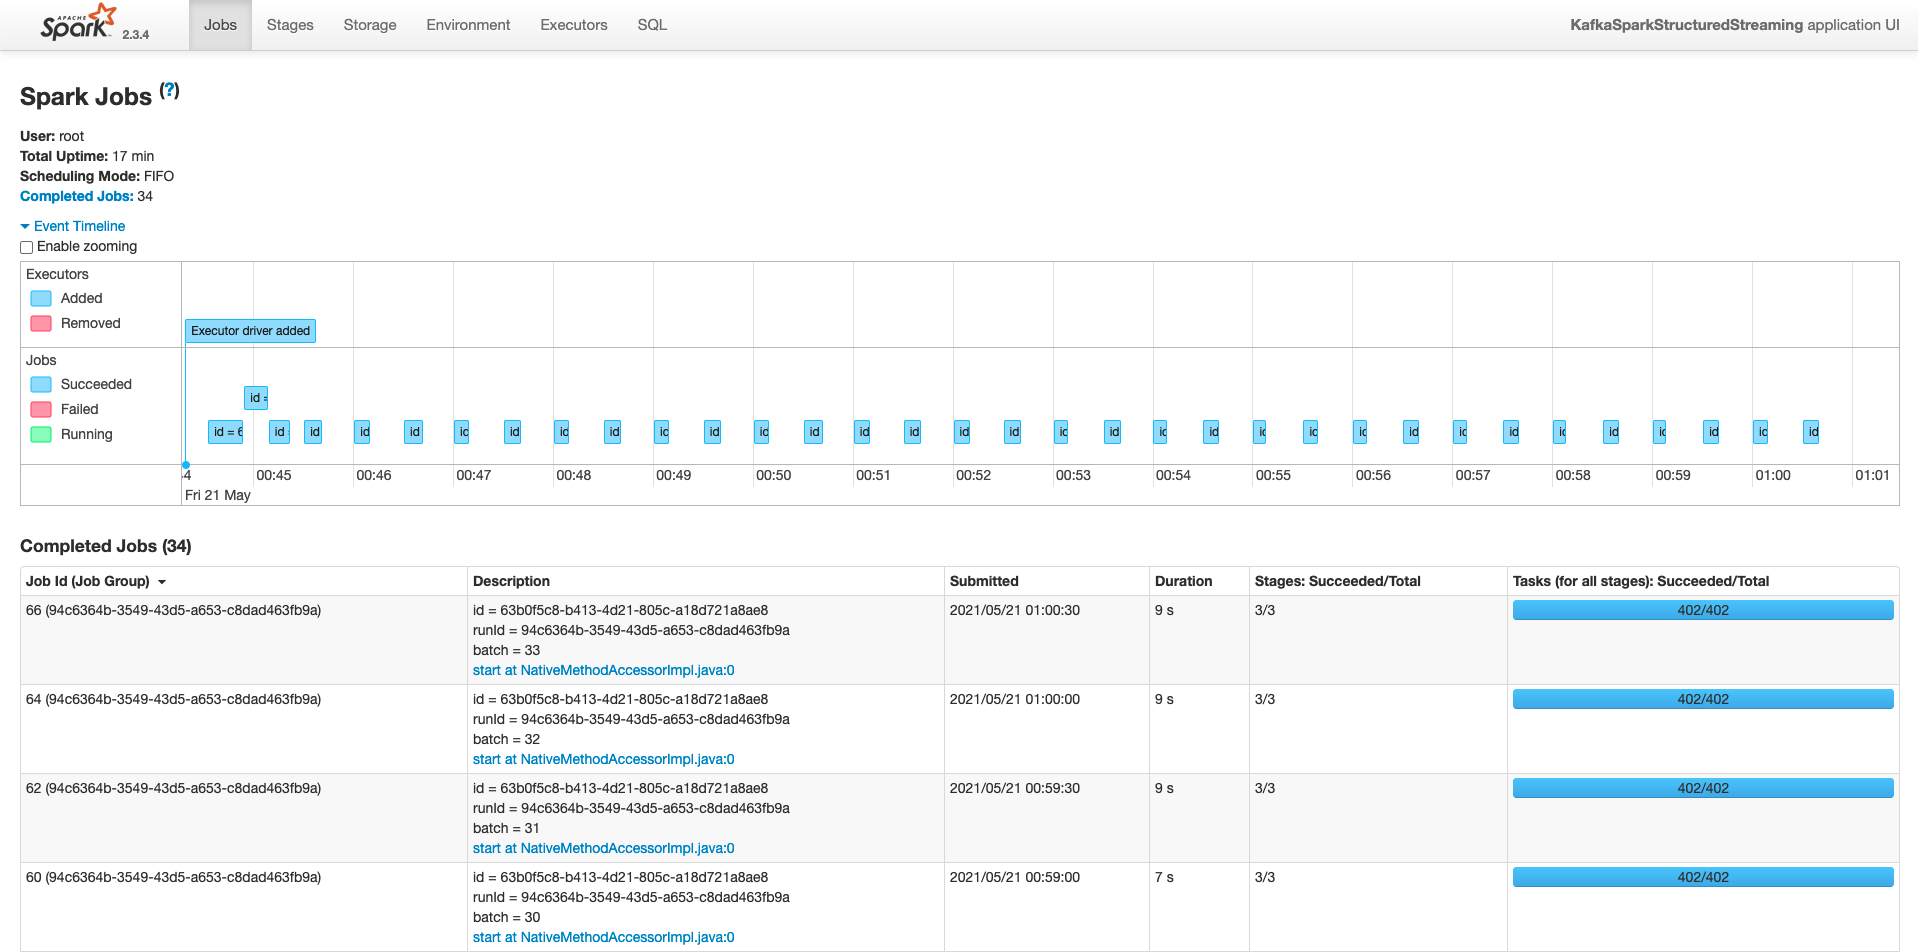 APACHE
Spark 2.3.4
Jobs Stages Storage Environment Executors SQL KafkaSparkStructuredStreaming application UI
Spark Jobs (?)
User: root
Total Uptime: 17 min
Scheduling Mode: FIFO
Completed Jobs: 34
Event Timeline
Enable zooming
Executors
Added
Removed
Executor driver added
Jobs
Succeeded
Failed
Running
id =
id = 6 id id id id id id id id id id id id id id id id id id id id id id id id id id id id id id id id
00:45 00:46 00:47 00:48 00:49 00:50 00:51 00:52 00:53 00:54 00:55 00:56 00:57 00:58 00:59 01:00 01:01
Fri 21 May
Completed Jobs (34)
Job Id (Job Group) Description Submitted Duration Stages: Succeeded/Total Tasks (for all stages): Succeeded/Total
66 (94c6364b-3549-43d5-a653-c8dad463fb9a) id = 63b0f5c8-b413-4d21-805c-a18d721a8ae8 2021/05/21 01:00:30 9 s 3/3 402/402
runId = 94c6364b-3549-43d5-a653-c8dad463fb9a
batch = 33
start at NativeMethodAccessorImpl.java:0
64 (94c6364b-3549-43d5-a653-c8dad463fb9a) id = 63b0f5c8-b413-4d21-805c-a18d721a8ae8 2021/05/21 01:00:00 9 s 3/3 402/402
runId = 94c6364b-3549-43d5-a653-c8dad463fb9a
batch = 32
start at NativeMethodAccessorImpl.java:0
62 (94c6364b-3549-43d5-a653-c8dad463fb9a) id = 63b0f5c8-b413-4d21-805c-a18d721a8ae8 2021/05/21 00:59:30 9 s 3/3 402/402
runId = 94c6364b-3549-43d5-a653-c8dad463fb9a
batch = 31
start at NativeMethodAccessorImpl.java:0
60 (94c6364b-3549-43d5-a653-c8dad463fb9a) id = 63b0f5c8-b413-4d21-805c-a18d721a8ae8 2021/05/21 00:59:00 7 s 3/3 402/402
runId = 94c6364b-3549-43d5-a653-c8dad463fb9a
batch = 30
start at NativeMethodAccessorImpl.java:0